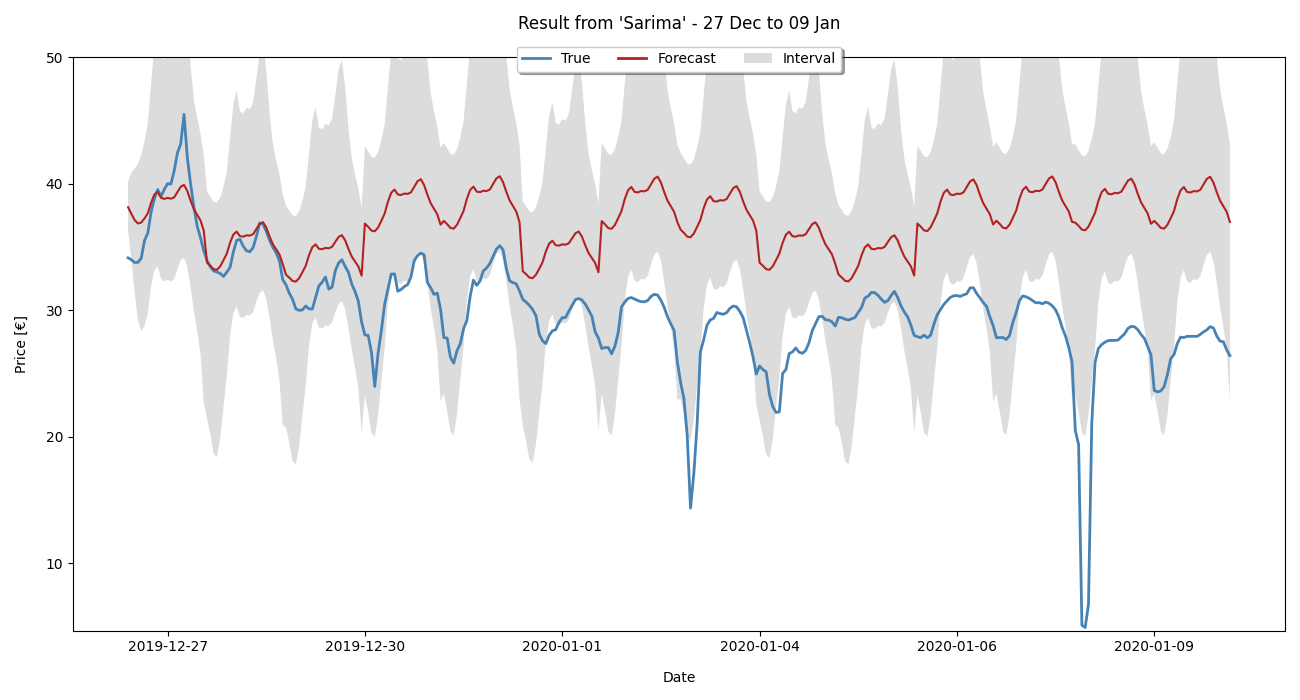 Result from 'Sarima' - 27 Dec to 09 Jan
True Forecast Interval
50
40
30
20
10
Price [€]
2019-12-27 2019-12-30 2020-01-01 2020-01-04 2020-01-06 2020-01-09
Date